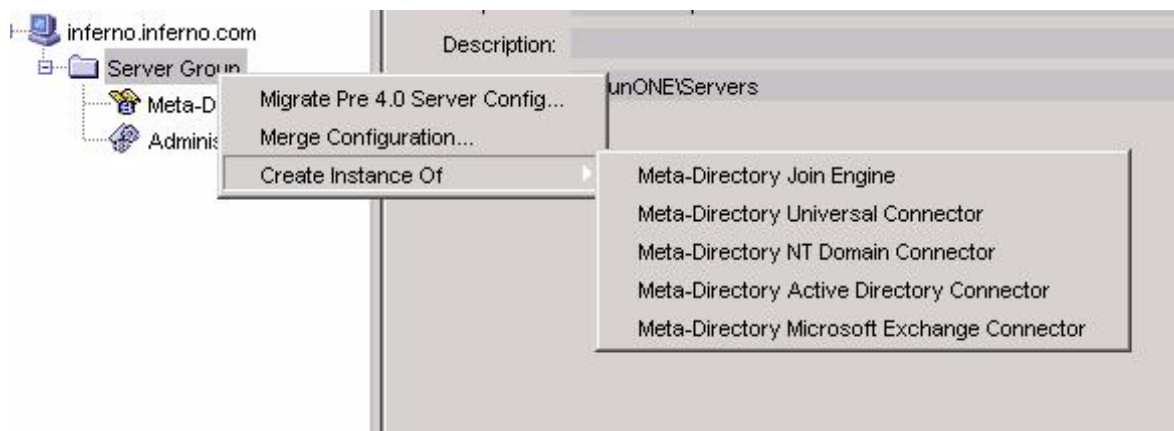 inferno.inferno.com
Description:
Server Group
unONE\Servers
Meta-D
Migrate Pre 4.0 Server Config...
Adminis
Merge Configuration...
Create Instance Of
Meta-Directory Join Engine
Meta-Directory Universal Connector
Meta-Directory NT Domain Connector
Meta-Directory Active Directory Connector
Meta-Directory Microsoft Exchange Connector